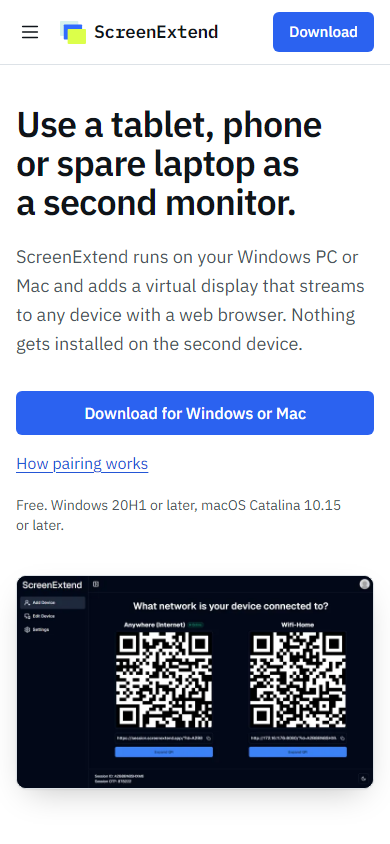 ScreenExtend
Download
Use a tablet, phone
or spare laptop as
a second monitor.
ScreenExtend runs on your Windows PC or
Mac and adds a virtual display that streams
to any device with a web browser. Nothing
gets installed on the second device.
Download for Windows or Mac
How pairing works
Free. Windows 20H1 or later, macOS Catalina 10.15
or later.
ScreenExtend
Add Device
Edit Device
Settings
What network is your device connected to?
Anywhere (Internet)
Wifi-Home